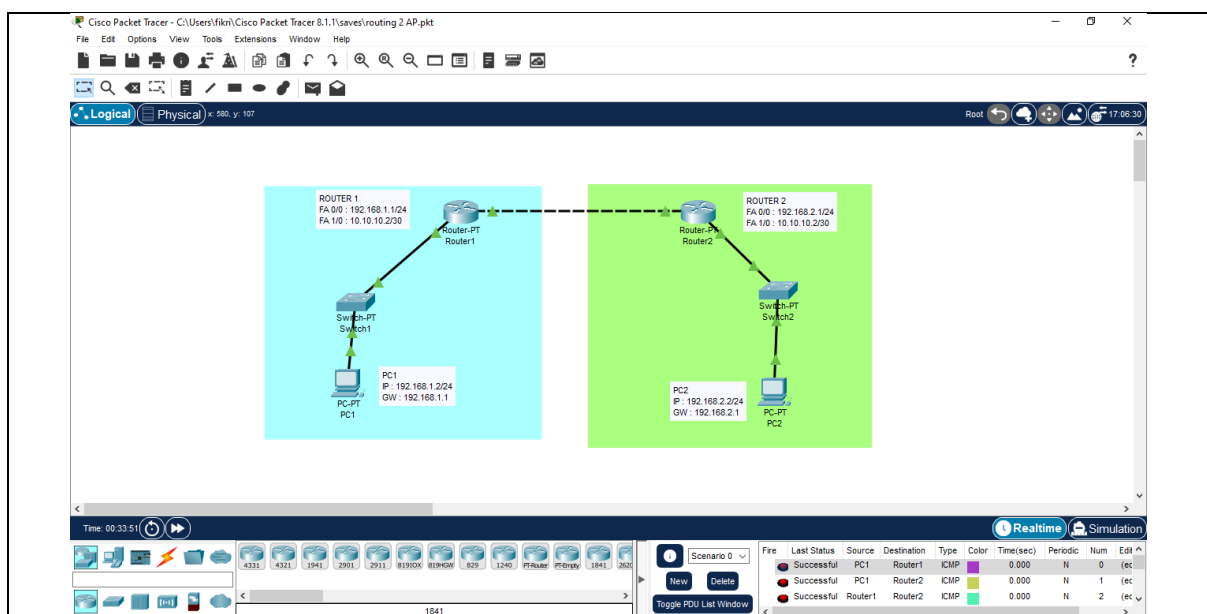 Cisco Packet Tracer - C:\Users\fikri\Cisco Packet Tracer 8.1.1\saves\routing 2 AP.pkt
File Edit Options View Tools Extensions Window Help
?
Logical Physical x: 580, y: 107 Root 17:06:30
ROUTER 1
FA 0/0 : 192.168.1.1/24
FA 1/0 : 10.10.10.2/30
Router-PT
Router1
ROUTER 2
FA 0/0 : 192.168.2.1/24
FA 1/0 : 10.10.10.2/30
Router-PT
Router2
Switch-PT
Switch1
Switch-PT
Switch2
PC1
IP : 192.168.1.2/24
GW : 192.168.1.1
PC-PT
PC1
PC2
IP : 192.168.2.2/24
GW : 192.168.2.1
PC-PT
PC2
Time: 00:33:51 Realtime Simulation
4331 4321 1941 2901 2911 819IOX 819HGW 829 1240 PT-Router PT-Empty 1841 262
1841
Scenario 0
New Delete
Toggle PDU List Window
Fire Last Status Source Destination Type Color Time(sec) Periodic Num Edi
Successful PC1 Router1 ICMP 0.000 N 0 (ec
Successful PC1 Router2 ICMP 0.000 N 1 (ec
Successful Router1 Router2 ICMP 0.000 N 2 (ec